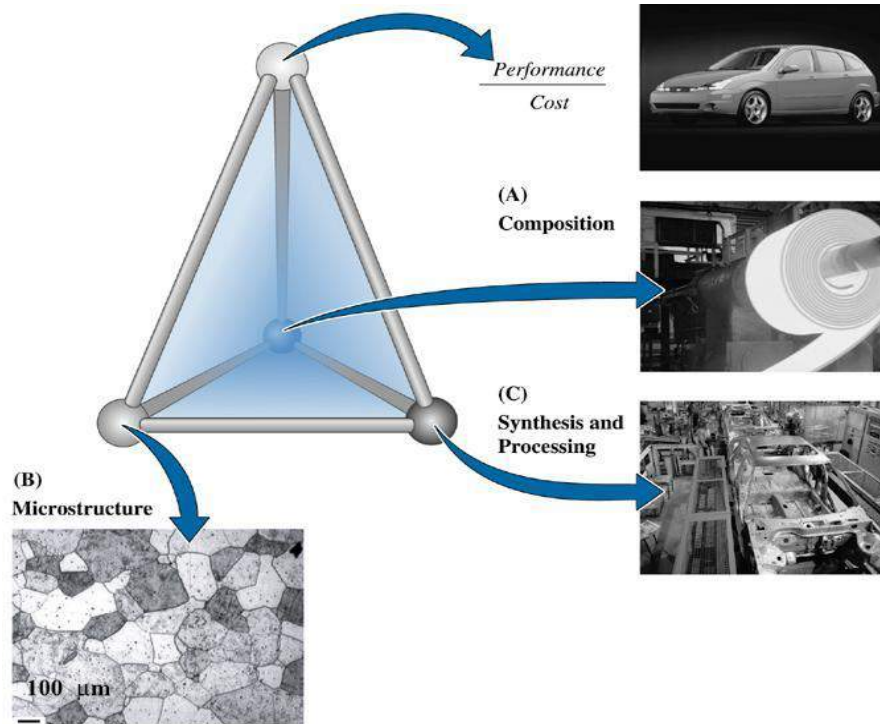 Performance
Cost
(A)
Composition
(C)
Synthesis and
Processing
(B)
Microstructure
100 μm